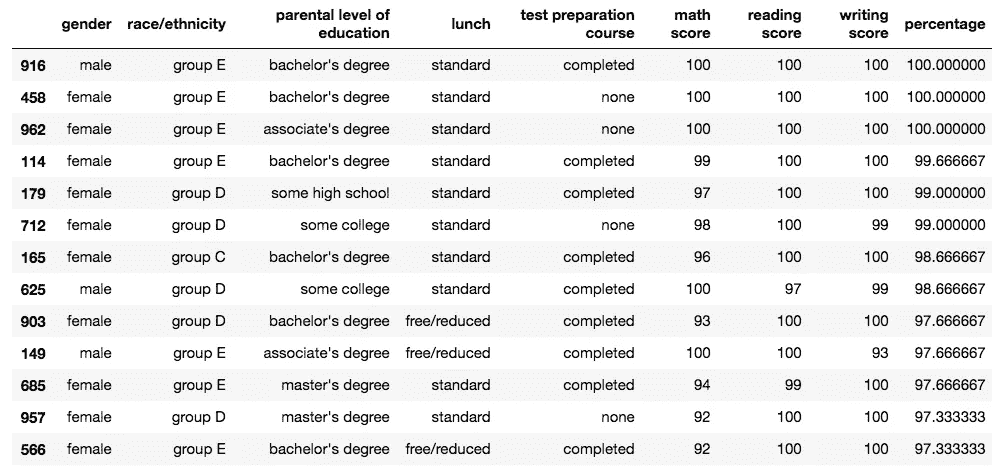 gender race/ethnicity parental level of education lunch test preparation course math score reading score writing score percentage
916 male group E bachelor's degree standard completed 100 100 100 100.000000
458 female group E bachelor's degree standard none 100 100 100 100.000000
962 female group E associate's degree standard none 100 100 100 100.000000
114 female group E bachelor's degree standard completed 99 100 100 99.666667
179 female group D some high school standard completed 97 100 100 99.000000
712 female group D some college standard none 98 100 99 99.000000
165 female group C bachelor's degree standard completed 96 100 100 98.666667
625 male group D some college standard completed 100 97 99 98.666667
903 female group D bachelor's degree free/reduced completed 93 100 100 97.666667
149 male group E associate's degree free/reduced completed 100 100 93 97.666667
685 female group E master's degree standard completed 94 99 100 97.666667
957 female group D master's degree standard none 92 100 100 97.333333
566 female group E bachelor's degree free/reduced completed 92 100 100 97.333333